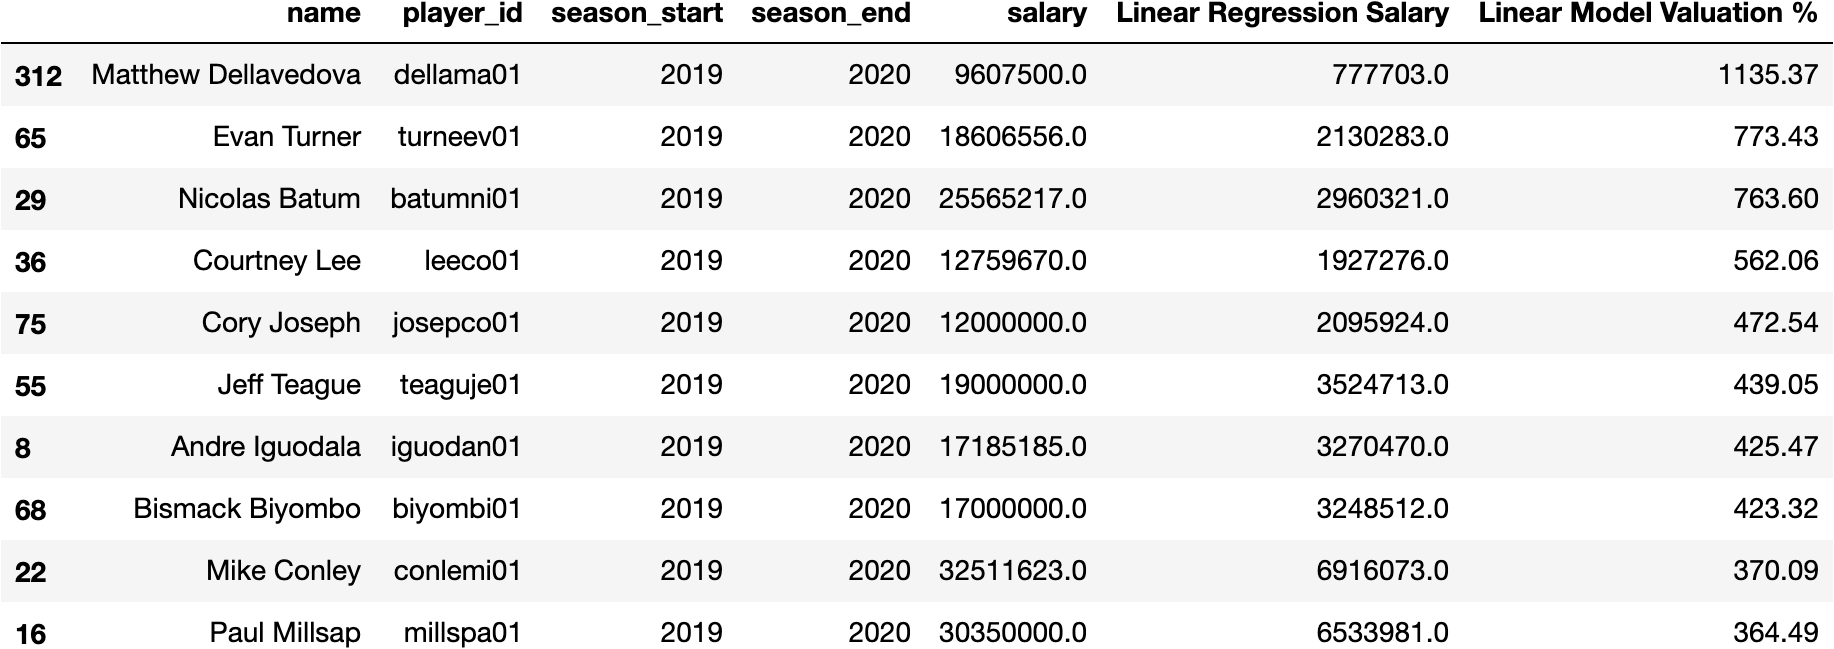 name player_id season_start season_end salary Linear Regression Salary Linear Model Valuation %
312 Matthew Dellavedova dellama01 2019 2020 9607500.0 777703.0 1135.37
65 Evan Turner turneev01 2019 2020 18606556.0 2130283.0 773.43
29 Nicolas Batum batumni01 2019 2020 25565217.0 2960321.0 763.60
36 Courtney Lee leeco01 2019 2020 12759670.0 1927276.0 562.06
75 Cory Joseph josepco01 2019 2020 12000000.0 2095924.0 472.54
55 Jeff Teague teaguje01 2019 2020 19000000.0 3524713.0 439.05
8 Andre Iguodala iguodan01 2019 2020 17185185.0 3270470.0 425.47
68 Bismack Biyombo biyombi01 2019 2020 17000000.0 3248512.0 423.32
22 Mike Conley conlemi01 2019 2020 32511623.0 6916073.0 370.09
16 Paul Millsap millspa01 2019 2020 30350000.0 6533981.0 364.49